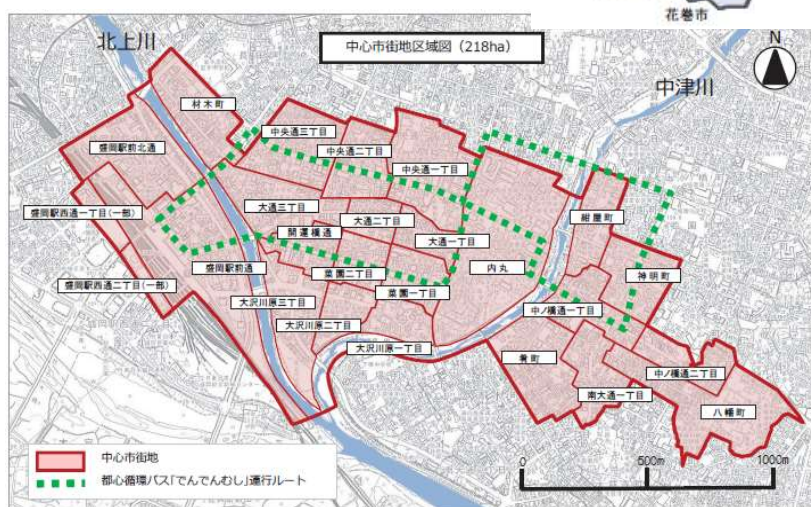 花巻市
北上川
中心市街地区域図（218ha）
N
中津川
材木町
盛岡駅前北通
中央通三丁目
中央通二丁目
中央通一丁目
紺屋町
盛岡駅西通一丁目(一部)
大通三丁目
大通二丁目
開運橋通
大通一丁目
神明町
盛岡駅西通二丁目(一部)
盛岡駅前通
菜園二丁目
内丸
菜園一丁目
大沢川原三丁目
中ノ橋通一丁目
大沢川原二丁目
大沢川原一丁目
肴町
中ノ橋通二丁目
南大通一丁目
八幡町
中心市街地
都心循環バス「でんでんむし」運行ルート
0 500m 1000m